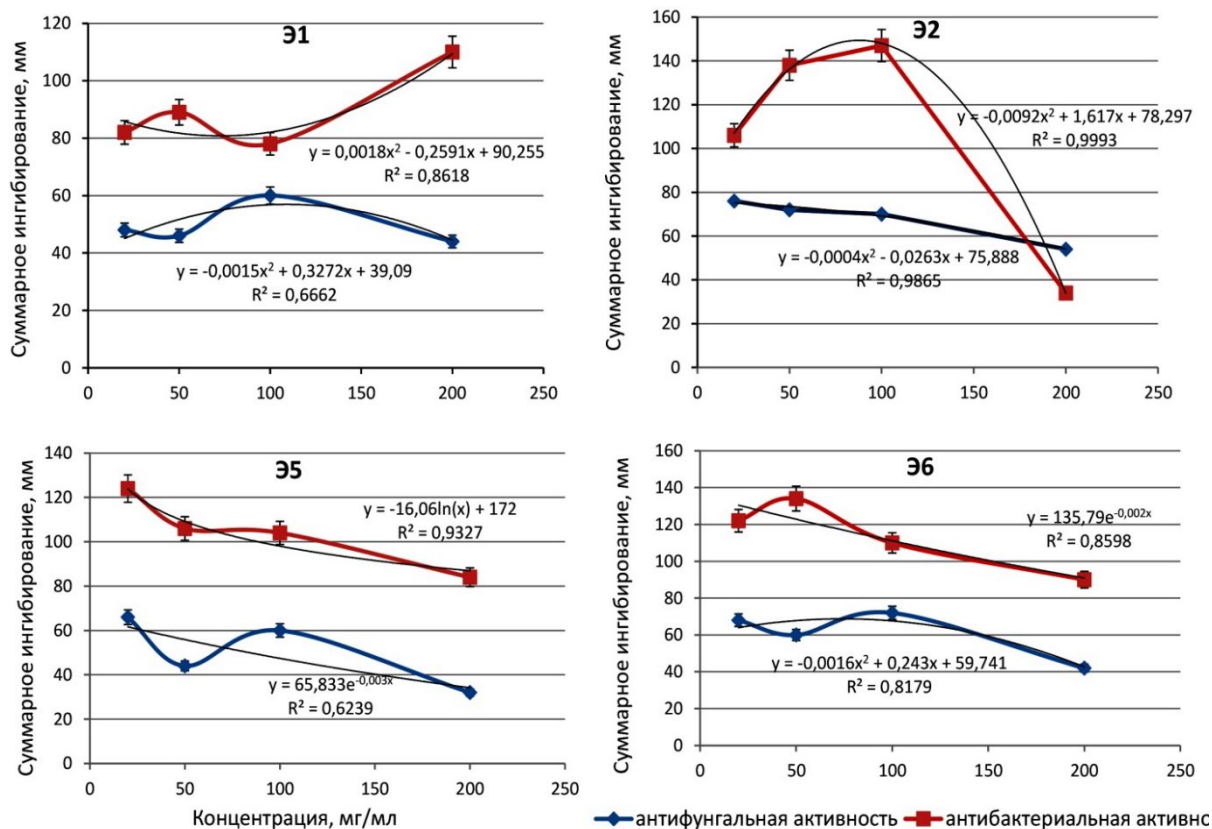 Э1
Суммарное ингибирование, мм
120
100
80
60
40
20
0
y = 0,0018x² - 0,2591x + 90,255
R² = 0,8618
y = -0,0015x² + 0,3272x + 39,09
R² = 0,6662
0 50 100 150 200 250
Э2
Суммарное ингибирование, мм
160
140
120
100
80
60
40
20
0
y = -0,0092x² + 1,617x + 78,297
R² = 0,9993
y = -0,0004x² - 0,0263x + 75,888
R² = 0,9865
0 50 100 150 200 250
Э5
Суммарное ингибирование, мм
140
120
100
80
60
40
20
0
y = -16,06ln(x) + 172
R² = 0,9327
y = 65,833e⁻⁰,⁰⁰³ˣ
R² = 0,6239
0 50 100 150 200 250
Концентрация, мг/мл
Э6
Суммарное ингибирование, мм
160
140
120
100
80
60
40
20
0
y = 135,79e⁻⁰,⁰⁰²ˣ
R² = 0,8598
y = -0,0016x² + 0,243x + 59,741
R² = 0,8179
0 50 100 150 200 250
антифунгальная активность антибактериальная активно